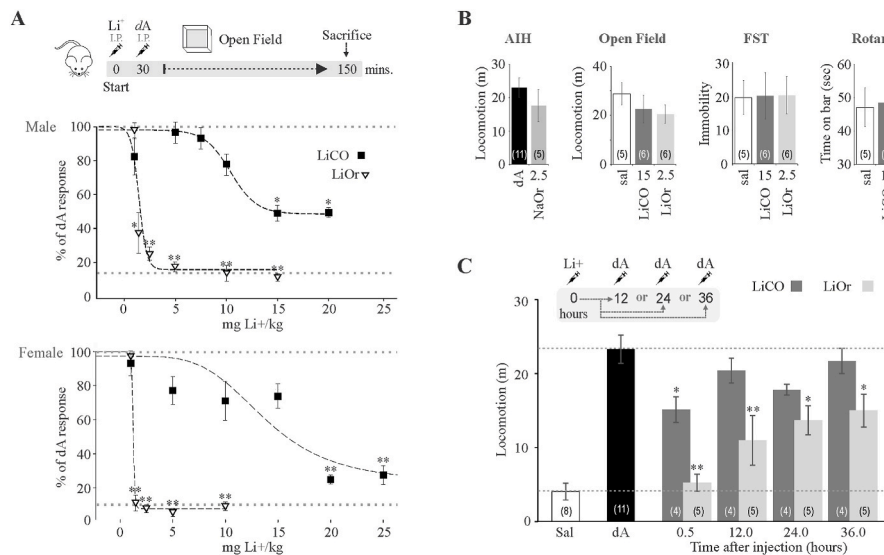 A
Li+ dA
I.P. I.P.
Open Field
Sacrifice
0 30 150 mins.
Start
Male
% of dA response
100
80
60
40
20
0
LiCO
LiOr
* ** ** ** ** * *
0 5 10 15 20 25
mg Li+/kg
Female
% of dA response
100
80
60
40
20
0
** ** ** ** ** **
0 5 10 15 20 25
mg Li+/kg
B
AIH
Locomotion (m)
30
20
10
0
(11) (5)
dA 2.5
NaOr
Open Field
Locomotion (m)
40
20
0
(5) (6) (6)
sal 15 2.5
LiCO LiOr
FST
Immobility
30
20
10
0
(5) (6) (6)
sal 15 2.5
LiCO LiOr
Rotar
Time on bar (sec)
60
50
40
30
(5)
sal
C
Li+ dA dA dA
0 12 or 24 or 36
hours
LiCO LiOr
Locomotion (m)
30
20
10
0
* ** ** * *
(8) (11) (4) (5) (4) (5) (4) (5) (4) (5)
Sal dA 0.5 12.0 24.0 36.0
Time after injection (hours)